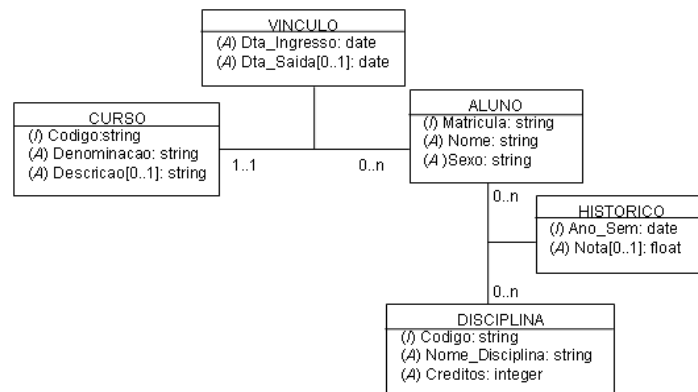 VINCULO
(A) Dta_Ingresso: date
(A) Dta_Saida[0..1]: date
CURSO
(I) Codigo:string
(A) Denominacao: string
(A) Descricao[0..1]: string
ALUNO
(I) Matricula: string
(A) Nome: string
(A )Sexo: string
1..1
0..n
0..n
HISTORICO
(I) Ano_Sem: date
(A) Nota[0..1]: float
0..n
DISCIPLINA
(I) Codigo: string
(A) Nome_Disciplina: string
(A) Creditos: integer